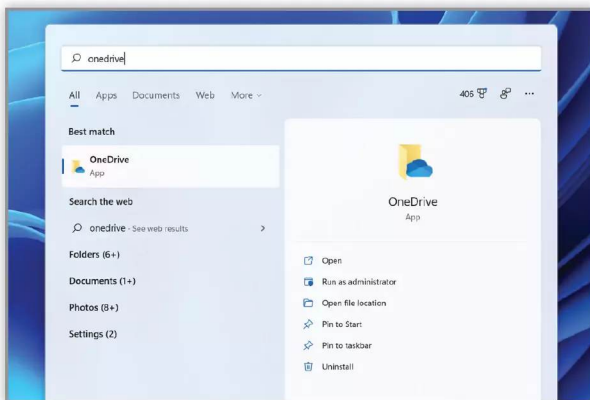 onedrive
All Apps Documents Web More
405
Best match
OneDrive
App
Search the web
onedrive - See web results
Folders (6+)
Documents (1+)
Photos (8+)
Settings (2)
OneDrive
App
Open
Run as administrator
Open file location
Pin to Start
Pin to taskbar
Uninstall